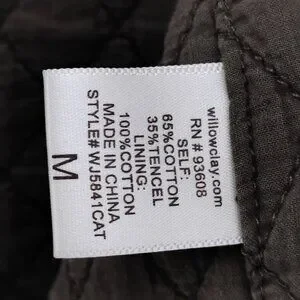 willowclay.com
RN # 93608
SELF:
65%COTTON
35%TENCEL
LINING:
100%COTTON
MADE IN CHINA
STYLE#WJ5841CAT
M